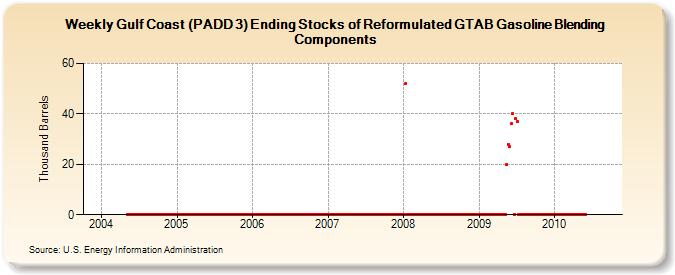 Weekly Gulf Coast (PADD 3) Ending Stocks of Reformulated GTAB Gasoline Blending
Components
Thousand Barrels
60
40
20
0
2004 2005 2006 2007 2008 2009 2010
Source: U.S. Energy Information Administration